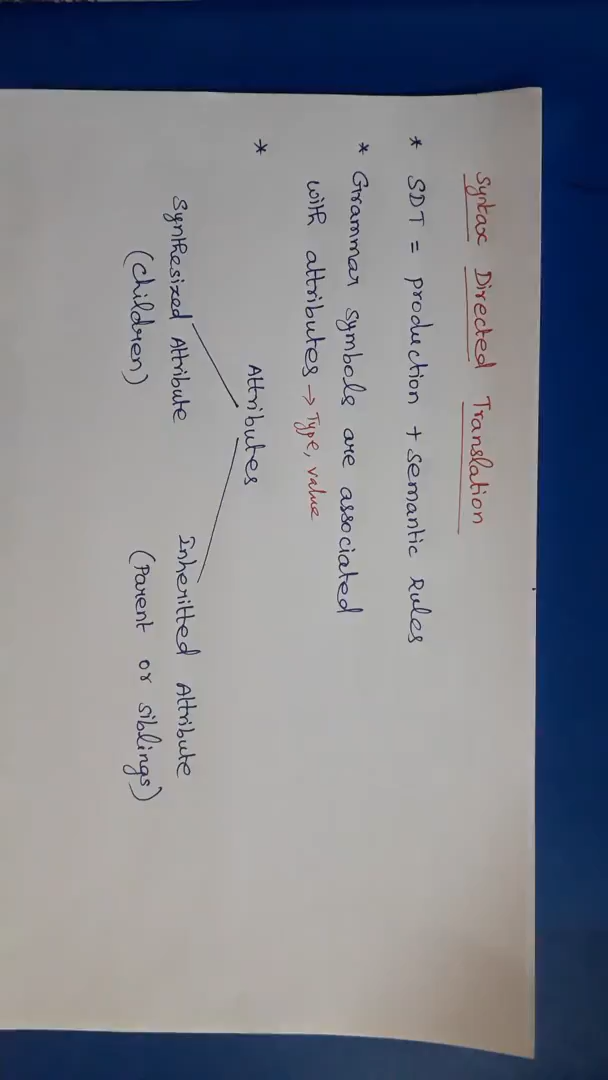 Syntax Directed Translation
* SDT = production + semantic Rules
* Grammar symbols are associated
with attributes → Type, value
* Attributes
Synthesized Attribute Inheritted Attribute
(children) (Parent or siblings)